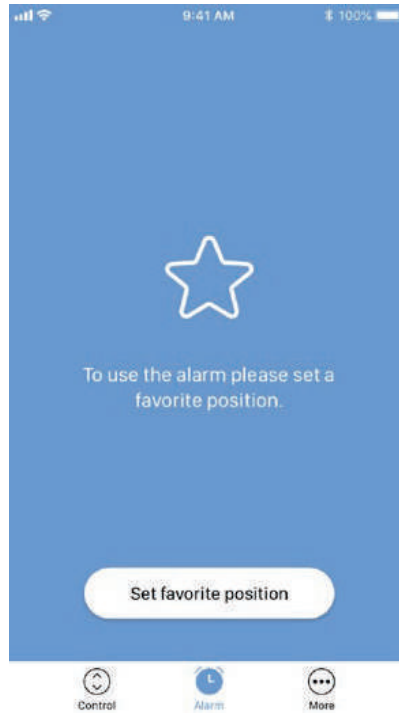 9:41 AM
100%
To use the alarm please set a
favorite position.
Set favorite position
Control
Alarm
More